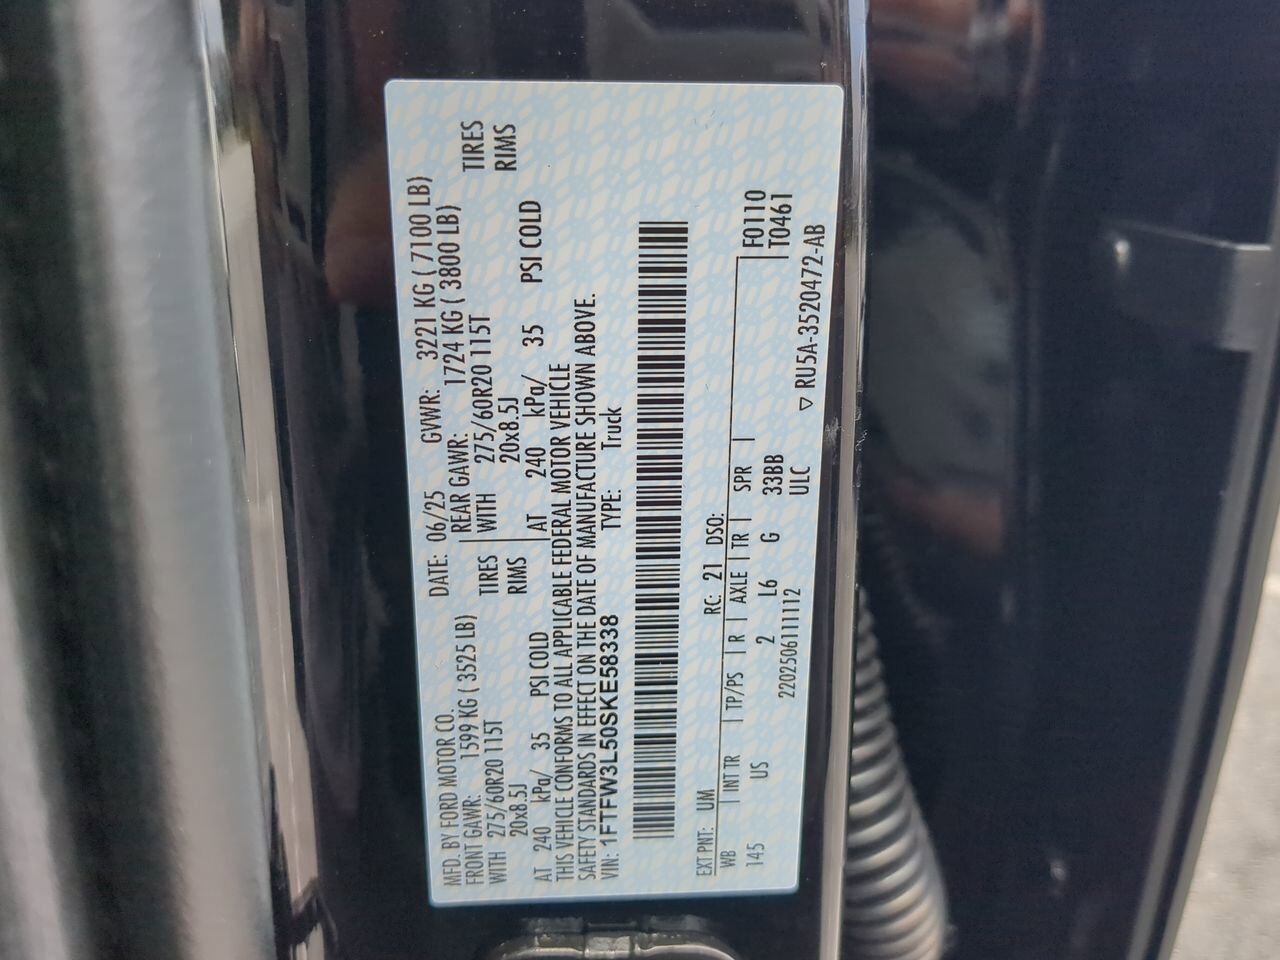 MFD. BY FORD MOTOR CO. DATE: 06/25 GVWR: 3221 KG ( 7100 LB)
FRONT GAWR: 1599 KG ( 3525 LB) REAR GAWR: 1724 KG ( 3800 LB)
WITH 275/60R20 115T TIRES WITH 275/60R20 115T TIRES
20x8.5J RIMS 20x8.5J RIMS
AT 240 kPa/ 35 PSI COLD AT 240 kPa/ 35 PSI COLD
THIS VEHICLE CONFORMS TO ALL APPLICABLE FEDERAL MOTOR VEHICLE
SAFETY STANDARDS IN EFFECT ON THE DATE OF MANUFACTURE SHOWN ABOVE.
VIN: 1FTFW3L50SKE58338 TYPE: Truck
EXT PNT: UM RC: 21 DSO:
WB INT TR TP/PS R AXLE TR SPR F0110
145 US 2 L6 G 33BB T0461
2202506111112 ULC
▽ RU5A-3520472-AB